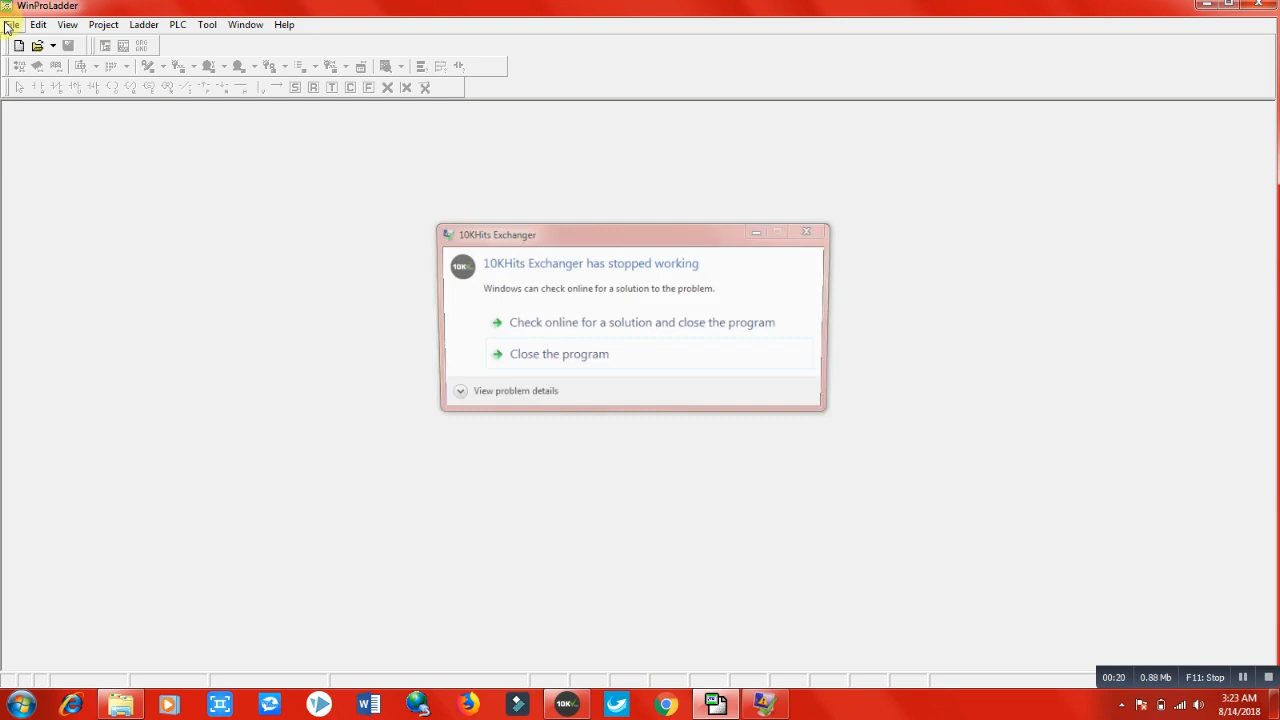 WinProLadder
Edit View Project Ladder PLC Tool Window Help
S R T C F
10KHits Exchanger
10KHits Exchanger has stopped working
Windows can check online for a solution to the problem.
Check online for a solution and close the program
Close the program
View problem details
00:20 0.88 Mb F11: Stop
3:23 AM
8/14/2018